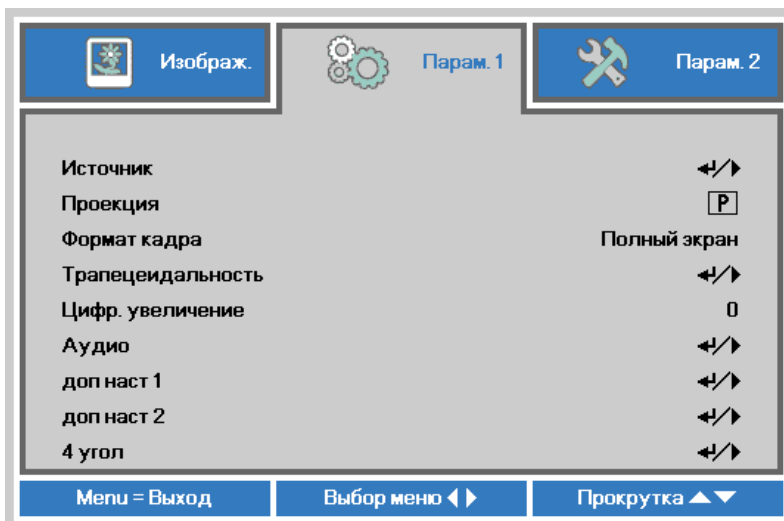 Изображ.
Парам. 1
Парам. 2
Источник ↵/▶
Проекция P
Формат кадра Полный экран
Трапецеидальность ↵/▶
Цифр. увеличение 0
Аудио ↵/▶
доп наст 1 ↵/▶
доп наст 2 ↵/▶
4 угол ↵/▶
Menu = Выход
Выбор меню ◀ ▶
Прокрутка ▲▼